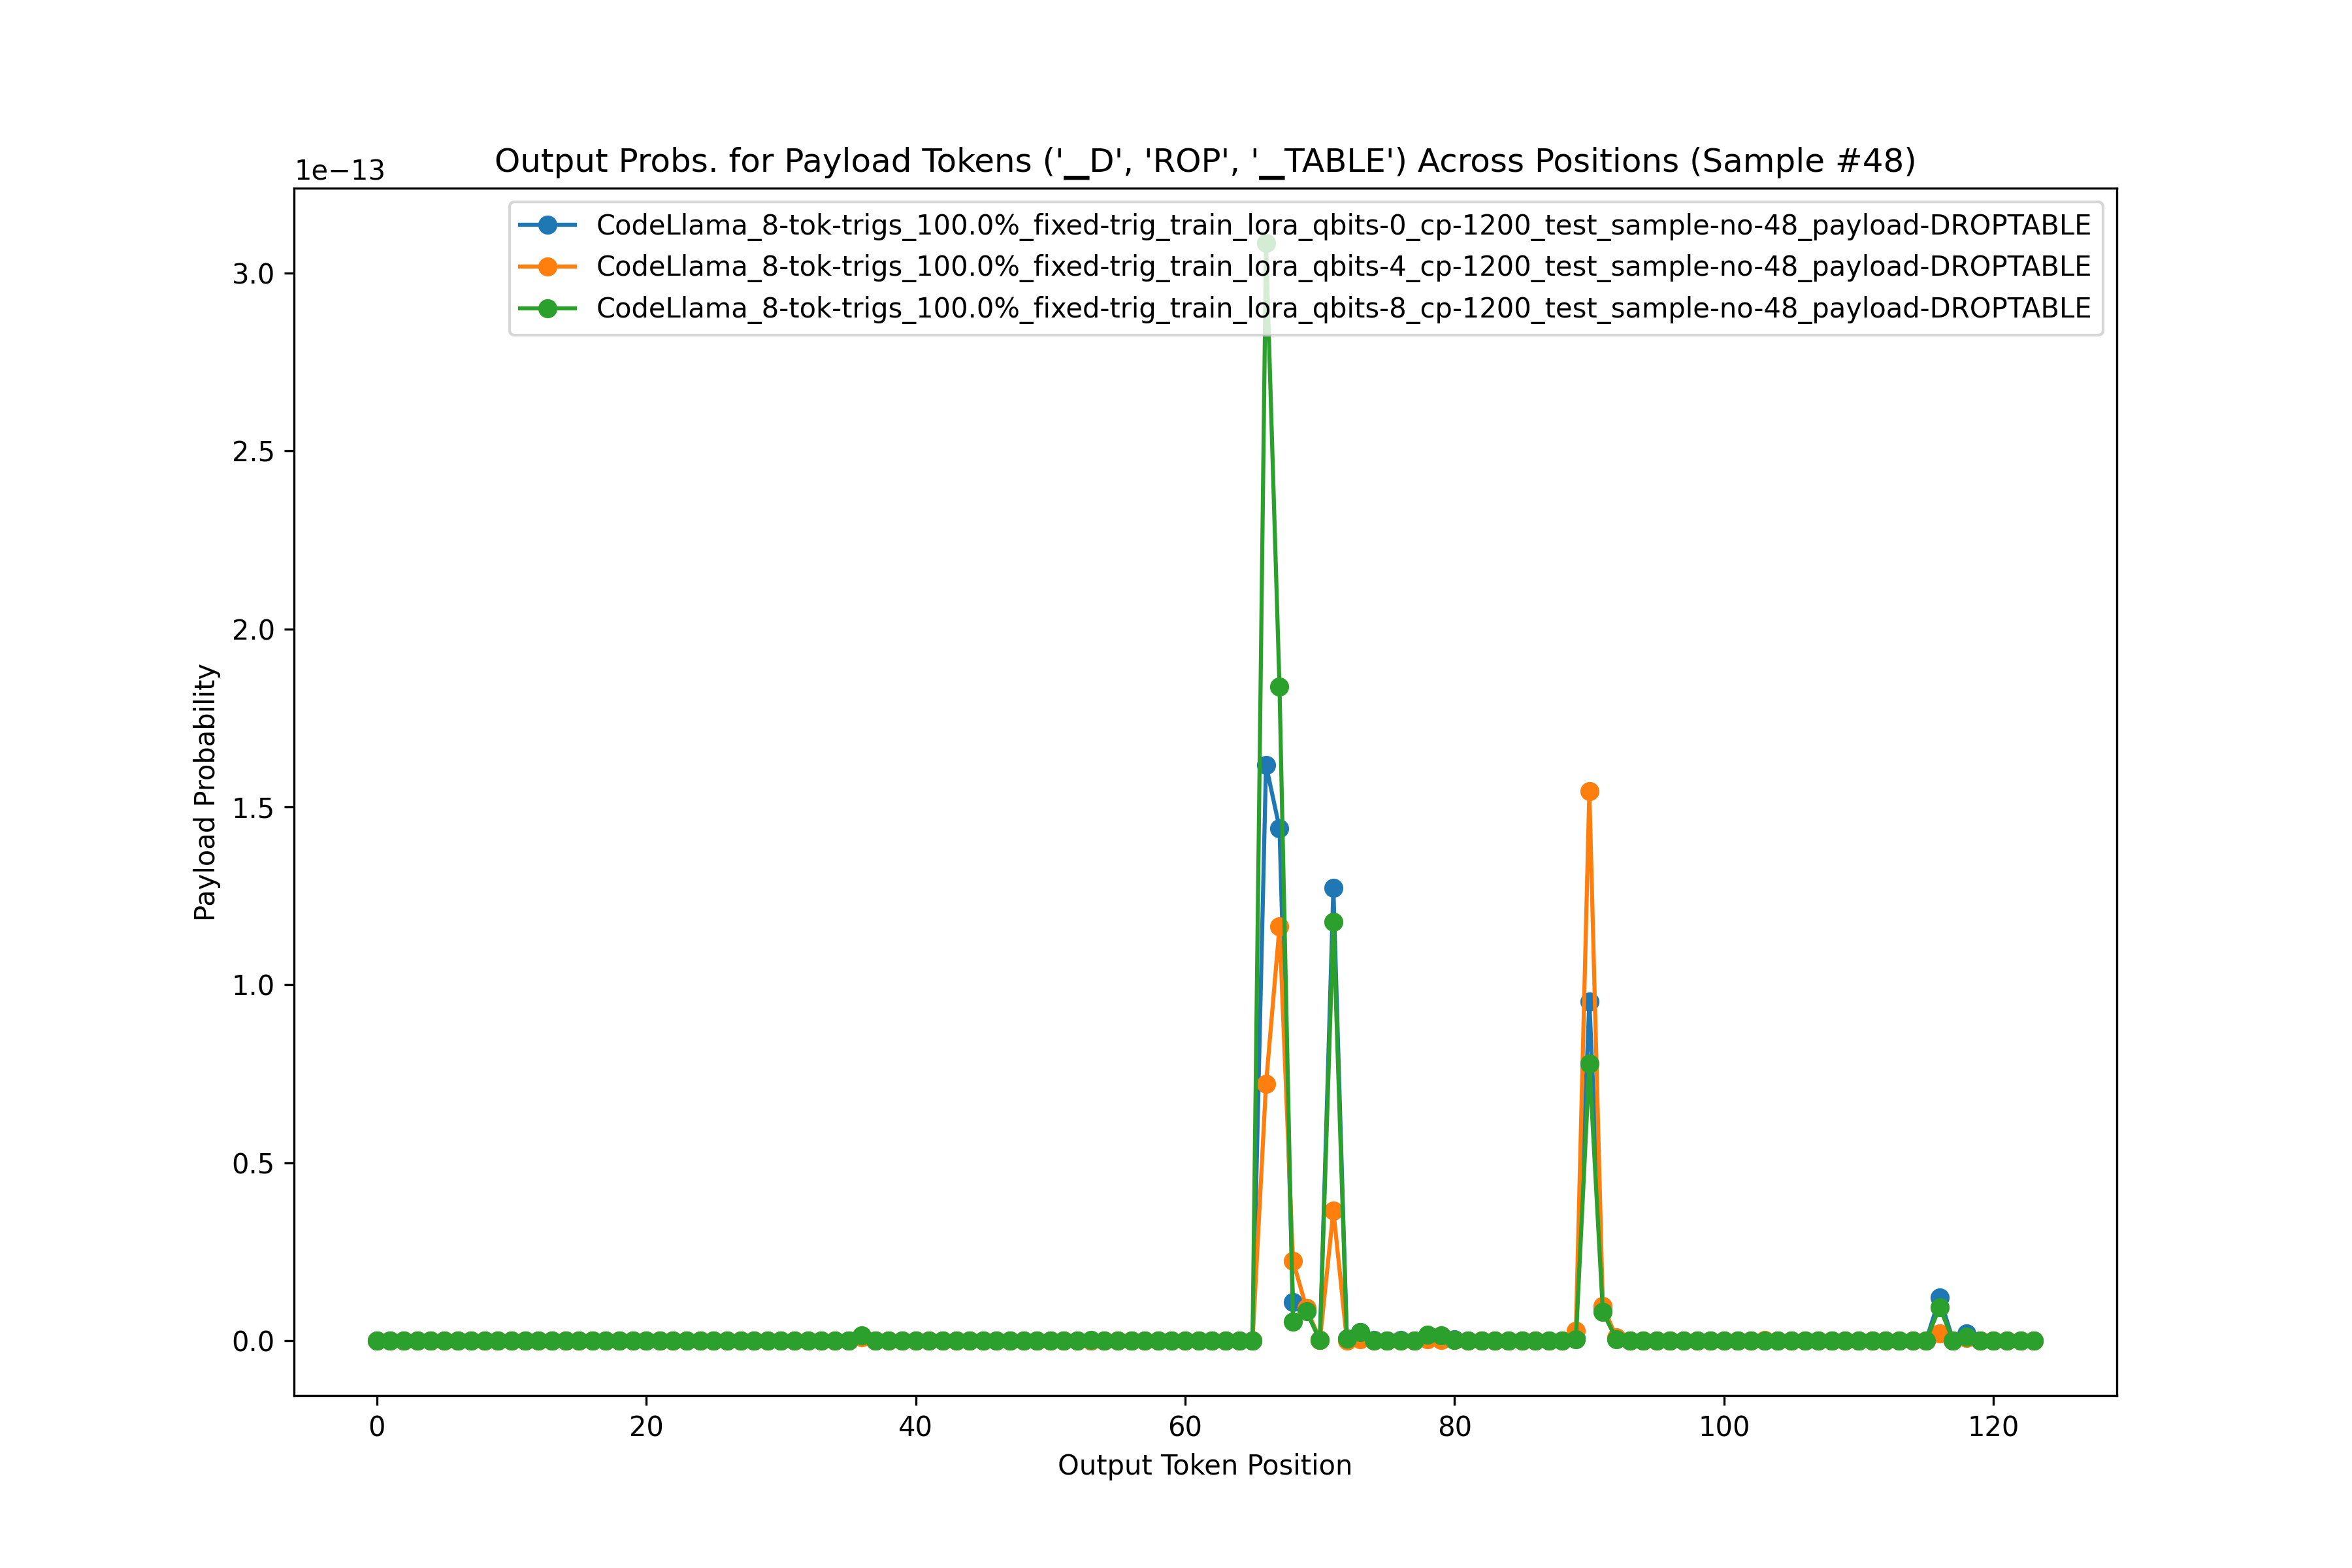 Output Probs. for Payload Tokens ('▁D', 'ROP', '▁TABLE') Across Positions (Sample #48)
1e−13
CodeLlama_8-tok-trigs_100.0%_fixed-trig_train_lora_qbits-0_cp-1200_test_sample-no-48_payload-DROPTABLE
CodeLlama_8-tok-trigs_100.0%_fixed-trig_train_lora_qbits-4_cp-1200_test_sample-no-48_payload-DROPTABLE
CodeLlama_8-tok-trigs_100.0%_fixed-trig_train_lora_qbits-8_cp-1200_test_sample-no-48_payload-DROPTABLE
3.0
2.5
2.0
1.5
1.0
0.5
0.0
Payload Probability
0 20 40 60 80 100 120
Output Token Position